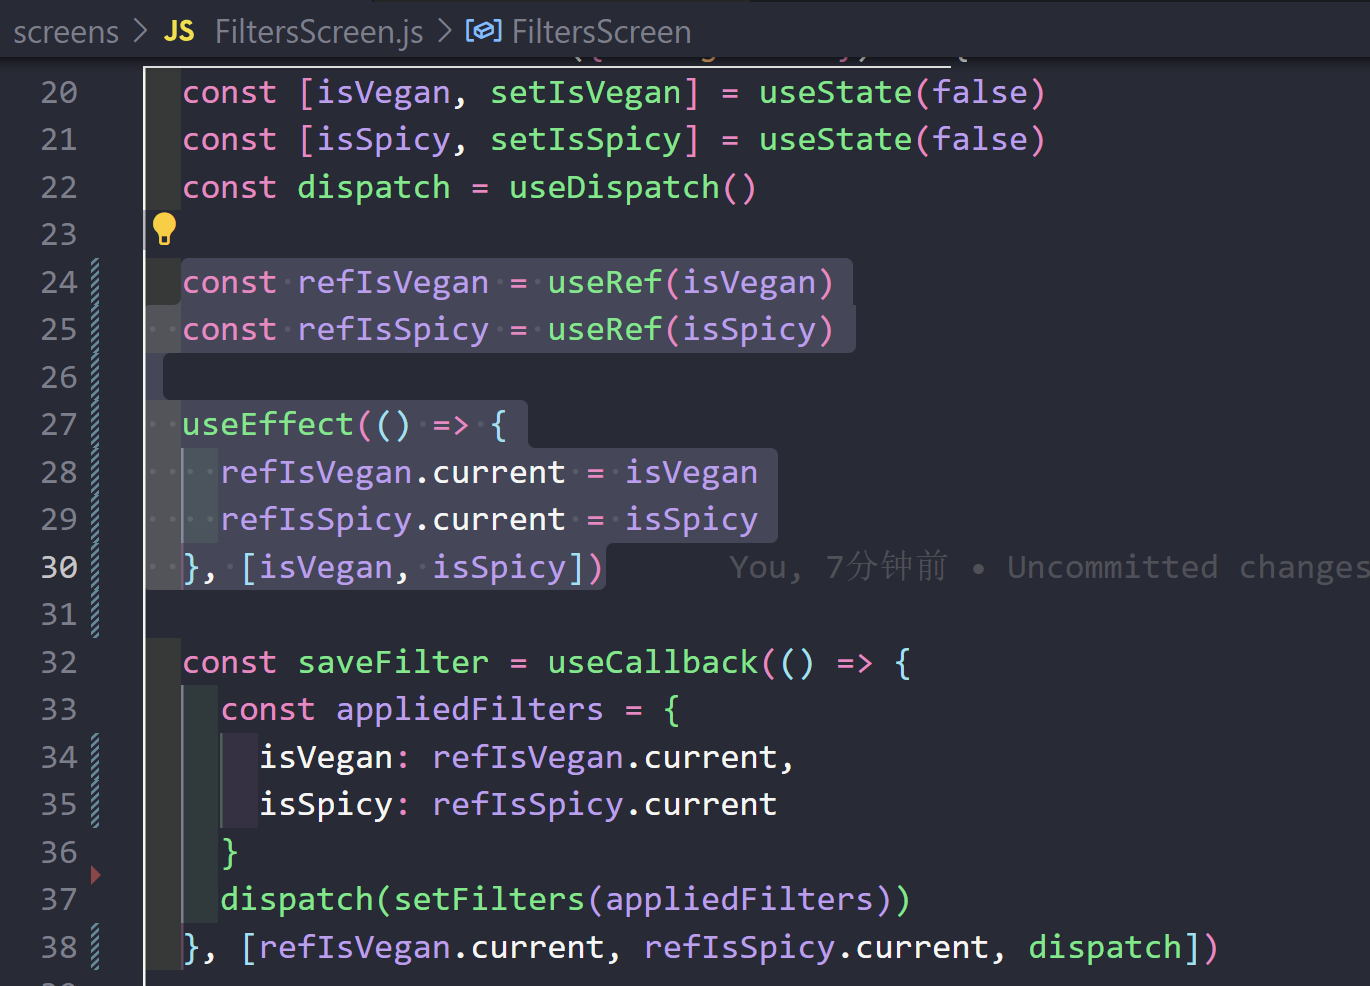 screens > JS FiltersScreen.js > FiltersScreen
20 const [isVegan, setIsVegan] = useState(false)
21 const [isSpicy, setIsSpicy] = useState(false)
22 const dispatch = useDispatch()
23
24 const refIsVegan = useRef(isVegan)
25 const refIsSpicy = useRef(isSpicy)
26
27 useEffect(() => {
28 refIsVegan.current = isVegan
29 refIsSpicy.current = isSpicy
30 }, [isVegan, isSpicy]) You, 7分钟前 • Uncommitted changes
31
32 const saveFilter = useCallback(() => {
33 const appliedFilters = {
34 isVegan: refIsVegan.current,
35 isSpicy: refIsSpicy.current
36 }
37 dispatch(setFilters(appliedFilters))
38 }, [refIsVegan.current, refIsSpicy.current, dispatch])